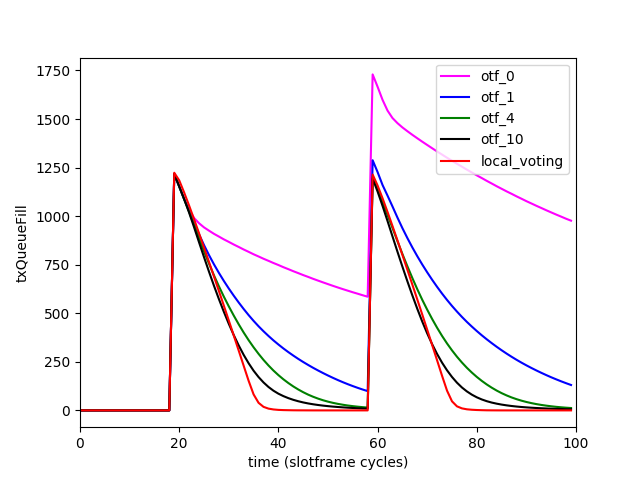 1750
1500
1250
1000
750
500
250
0
txQueueFill
0 20 40 60 80 100
time (slotframe cycles)
otf_0
otf_1
otf_4
otf_10
local_voting